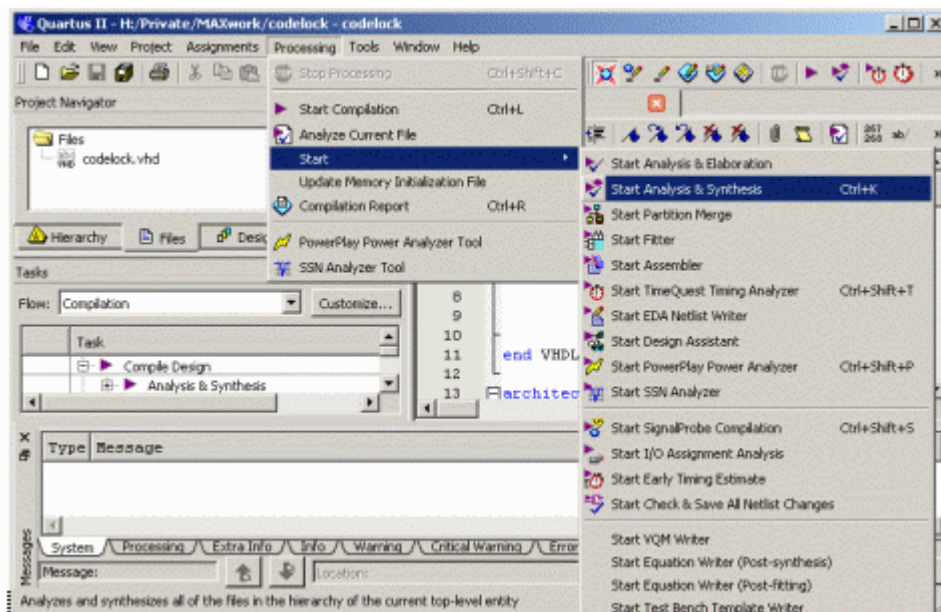 Quartus II - H:/Private/MAXwork/codelock - codelock
File Edit View Project Assignments Processing Tools Window Help
Stop Processing Ctrl+Shift+C
Start Compilation Ctrl+L
Analyze Current File
Start
Update Memory Initialization File
Compilation Report Ctrl+R
PowerPlay Power Analyzer Tool
SSN Analyzer Tool
Project Navigator
Files
codelock.vhd
Hierarchy Files Desig
Tasks
Flow: Compilation Customize...
Task
Compile Design
Analysis & Synthesis
8
9
10
11 end VHDL
12
13 architec
267
268 ab/
Start Analysis & Elaboration
Start Analysis & Synthesis Ctrl+K
Start Partition Merge
Start Fitter
Start Assembler
Start TimeQuest Timing Analyzer Ctrl+Shift+T
Start EDA Netlist Writer
Start Design Assistant
Start PowerPlay Power Analyzer Ctrl+Shift+P
Start SSN Analyzer
Start SignalProbe Compilation Ctrl+Shift+S
Start I/O Assignment Analysis
Start Early Timing Estimate
Start Check & Save All Netlist Changes
Start VQM Writer
Start Equation Writer (Post-synthesis)
Start Equation Writer (Post-fitting)
Start Test Bench Template Writer
Type Message
Messages
System Processing Extra Info Info Warning Critical Warning Error
Message: Location:
Analyzes and synthesizes all of the files in the hierarchy of the current top-level entity